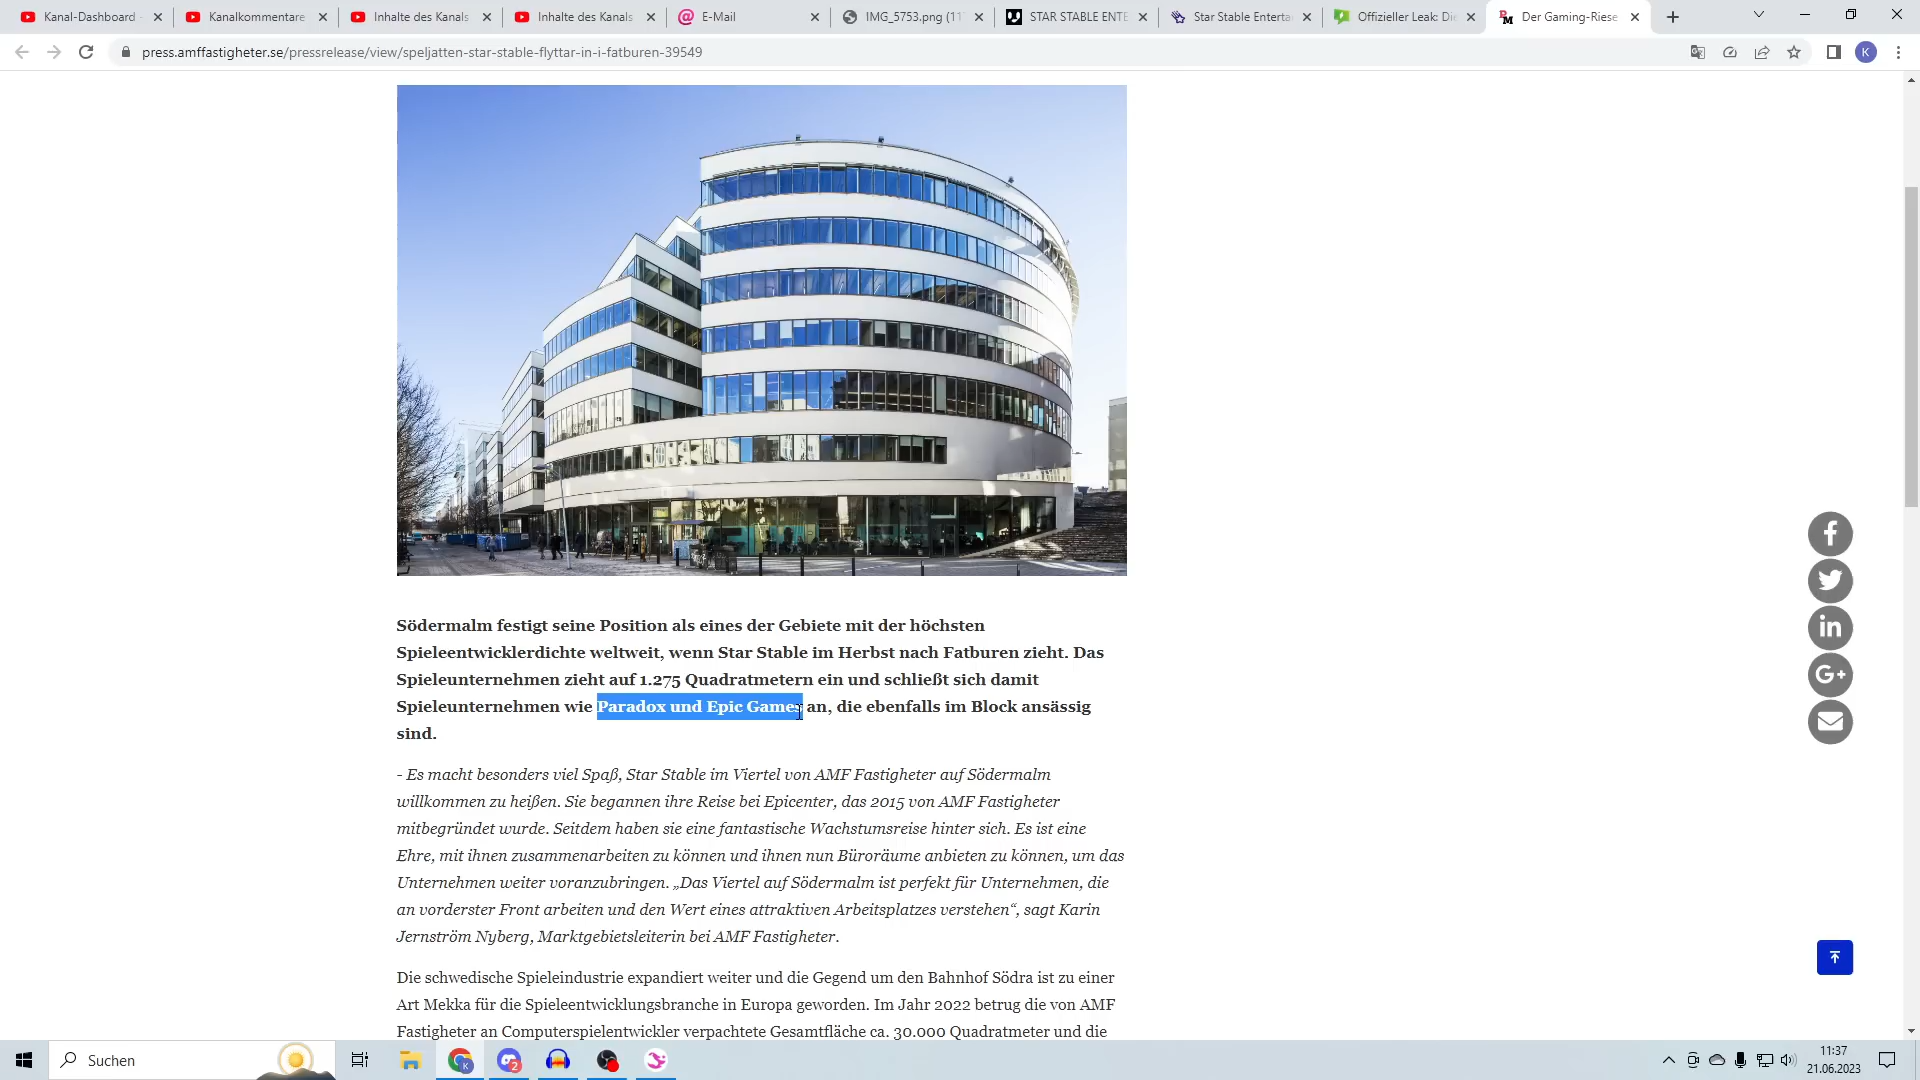 Kanal-Dashboard -
Kanalkommentare
Inhalte des Kanals
Inhalte des Kanals
E-Mail
IMG_5753.png (11
STAR STABLE ENTE
Star Stable Enterta
Offizieller Leak: Di
Der Gaming-Riese
press.amffastigheter.se/pressrelease/view/speljatten-star-stable-flyttar-in-i-fatburen-39549
K
Södermalm festigt seine Position als eines der Gebiete mit der höchsten
Spieleentwicklerdichte weltweit, wenn Star Stable im Herbst nach Fatburen zieht. Das
Spieleunternehmen zieht auf 1.275 Quadratmetern ein und schließt sich damit
Spieleunternehmen wie Paradox und Epic Games an, die ebenfalls im Block ansässig
sind.
- Es macht besonders viel Spaß, Star Stable im Viertel von AMF Fastigheter auf Södermalm
willkommen zu heißen. Sie begannen ihre Reise bei Epicenter, das 2015 von AMF Fastigheter
mitbegründet wurde. Seitdem haben sie eine fantastische Wachstumsreise hinter sich. Es ist eine
Ehre, mit ihnen zusammenarbeiten zu können und ihnen nun Büroräume anbieten zu können, um das
Unternehmen weiter voranzubringen. „Das Viertel auf Södermalm ist perfekt für Unternehmen, die
an vorderster Front arbeiten und den Wert eines attraktiven Arbeitsplatzes verstehen“, sagt Karin
Jernström Nyberg, Marktgebietsleiterin bei AMF Fastigheter.
Die schwedische Spieleindustrie expandiert weiter und die Gegend um den Bahnhof Södra ist zu einer
Art Mekka für die Spieleentwicklungsbranche in Europa geworden. Im Jahr 2022 betrug die von AMF
Fastigheter an Computerspielentwickler verpachtete Gesamtfläche ca. 30.000 Quadratmeter und die
Suchen
2
11:37
21.06.2023